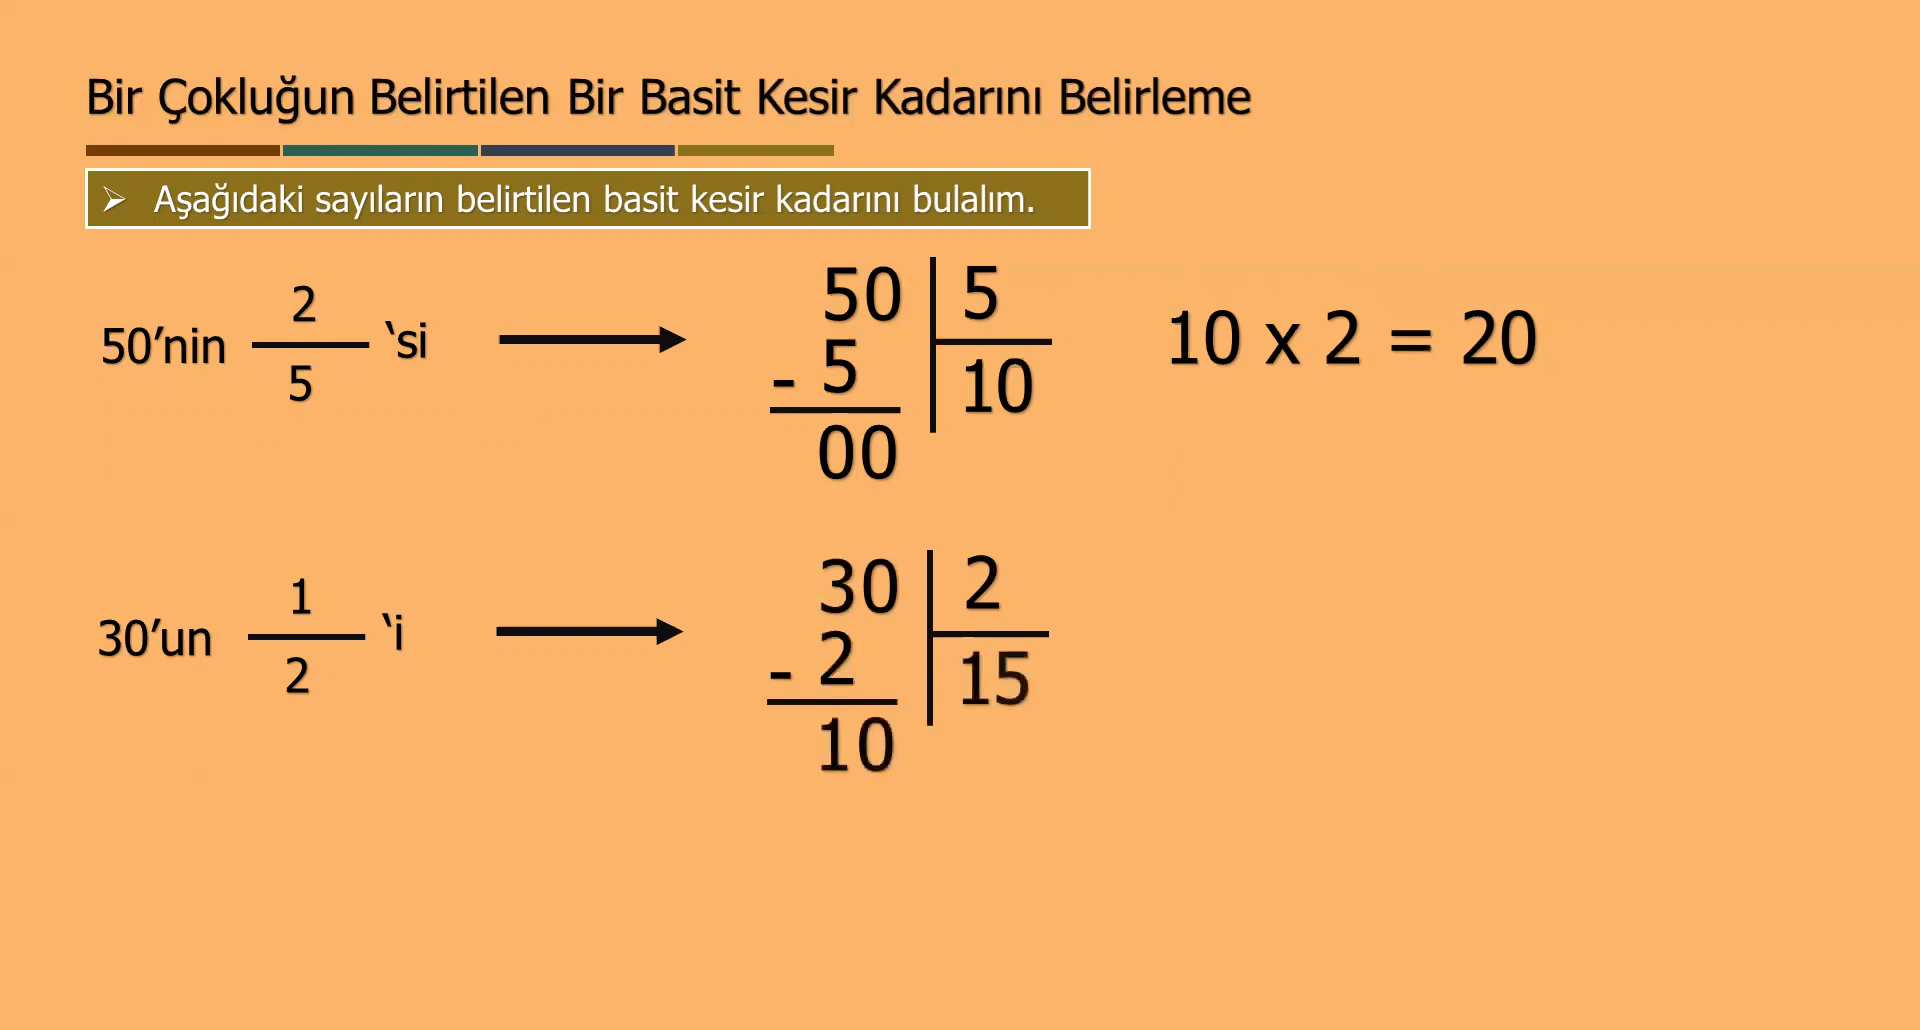 Bir Çokluğun Belirtilen Bir Basit Kesir Kadarını Belirleme
Aşağıdaki sayıların belirtilen basit kesir kadarını bulalım.
50’nin 2/5 ‘si
50 5
- 5 10
00
10 x 2 = 20
30’un 1/2 ‘i
30 2
- 2 15
10